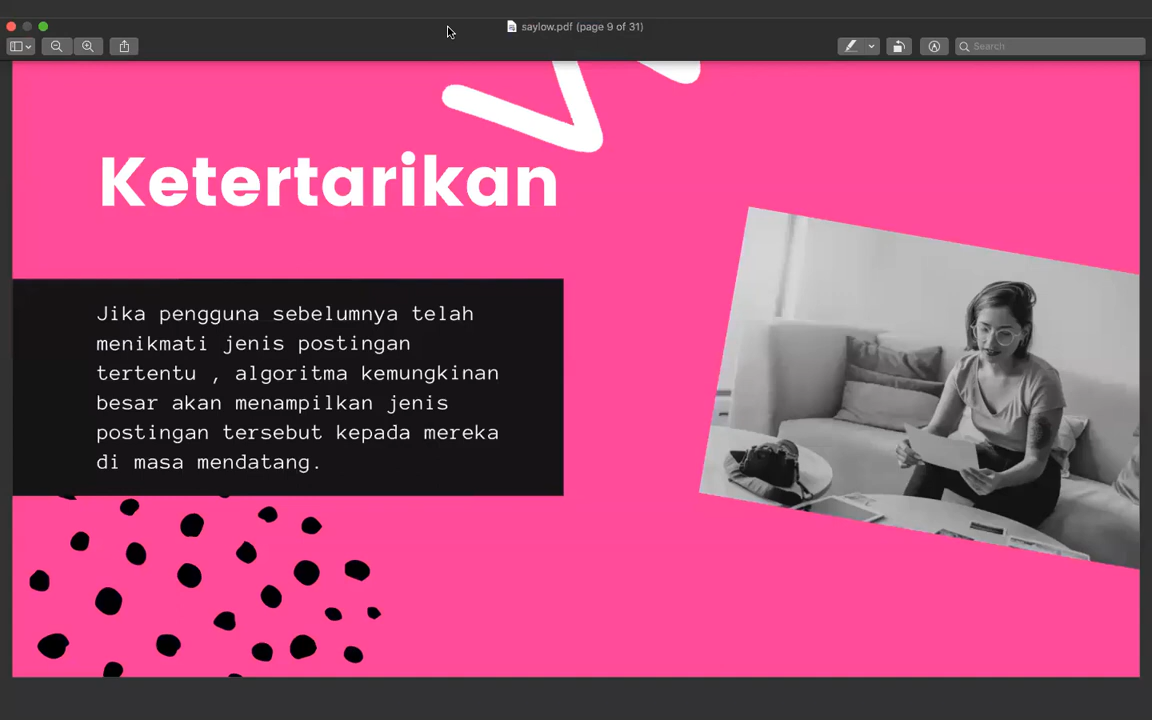 saylow.pdf (page 9 of 31)
Search
Ketertarikan
Jika pengguna sebelumnya telah
menikmati jenis postingan
tertentu , algoritma kemungkinan
besar akan menampilkan jenis
postingan tersebut kepada mereka
di masa mendatang.